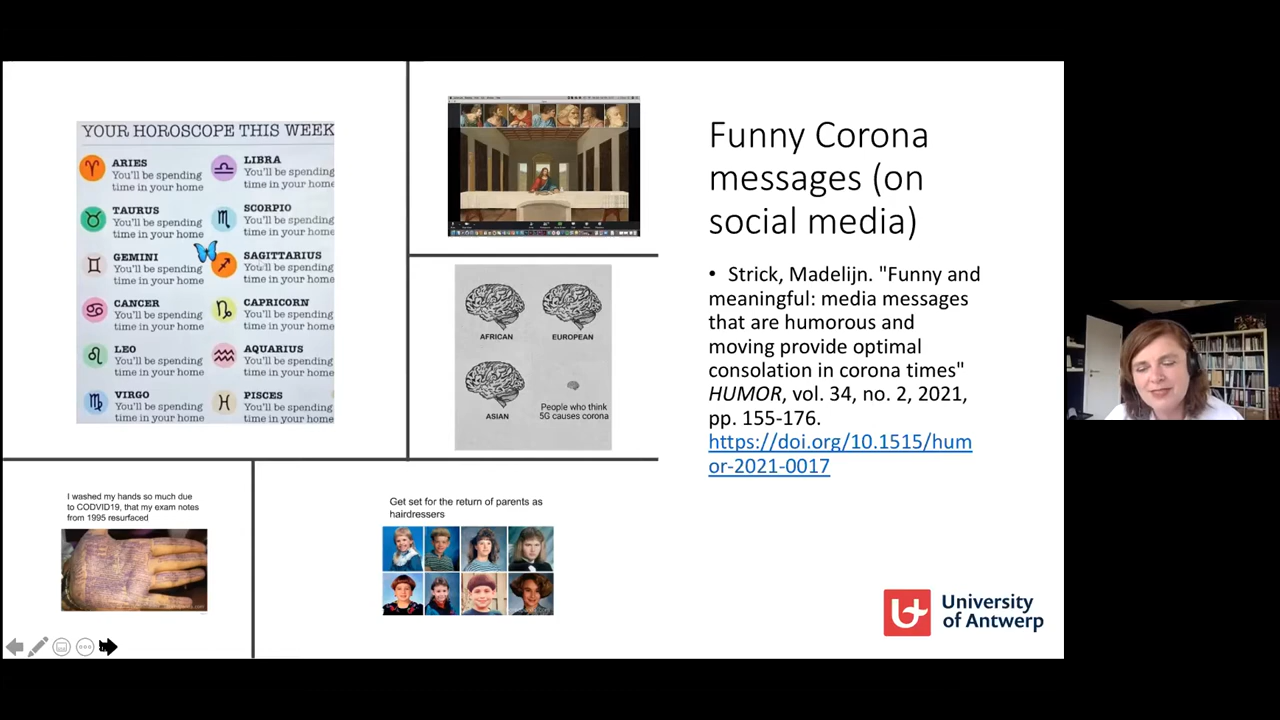 YOUR HOROSCOPE THIS WEEK
ARIES
You'll be spending
time in your home
TAURUS
You'll be spending
time in your home
GEMINI
You'll be spending
time in your home
CANCER
You'll be spending
time in your home
LEO
You'll be spending
time in your home
VIRGO
You'll be spending
time in your home
LIBRA
You'll be spending
time in your home
SCORPIO
You'll be spending
time in your home
SAGITTARIUS
You'll be spending
time in your home
CAPRICORN
You'll be spending
time in your home
AQUARIUS
You'll be spending
time in your home
PISCES
You'll be spending
time in your home
AFRICAN
EUROPEAN
ASIAN
People who think
5G causes corona
I washed my hands so much due
to CODVID19, that my exam notes
from 1995 resurfaced
Get set for the return of parents as
hairdressers
Funny Corona
messages (on
social media)
• Strick, Madelijn. "Funny and
meaningful: media messages
that are humorous and
moving provide optimal
consolation in corona times"
HUMOR, vol. 34, no. 2, 2021,
pp. 155-176.
https://doi.org/10.1515/hum
or-2021-0017
University
of Antwerp